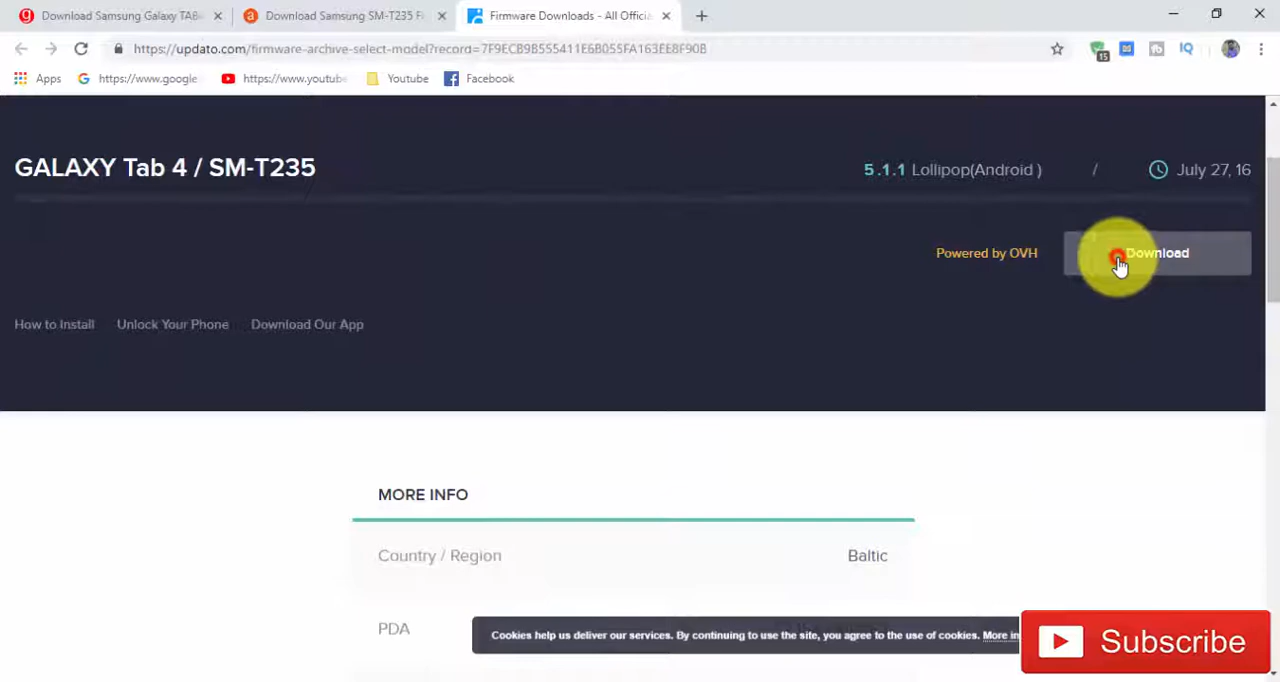 Download Samsung Galaxy TAB4
Download Samsung SM-T235 Fi
Firmware Downloads - All Officia
https://updato.com/firmware-archive-select-model?record=7F9ECB9B555411E6B055FA163EE8F90B
15
Apps
https://www.google
https://www.youtube
Youtube
Facebook
GALAXY Tab 4 / SM-T235
5.1.1 Lollipop(Android ) / July 27, 16
Powered by OVH
Download
How to Install
Unlock Your Phone
Download Our App
MORE INFO
Country / Region
Baltic
PDA
Cookies help us deliver our services. By continuing to use the site, you agree to the use of cookies. More in
Subscribe